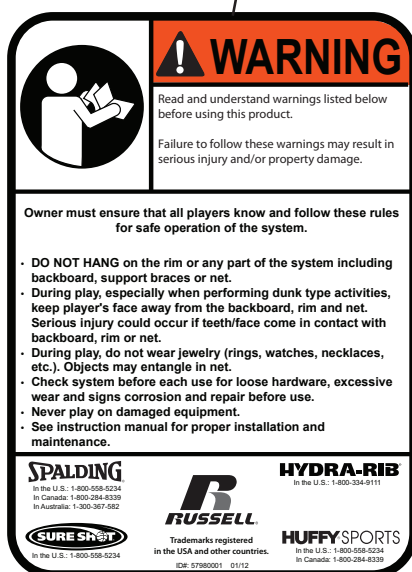 WARNING
Read and understand warnings listed below
before using this product.
Failure to follow these warnings may result in
serious injury and/or property damage.
Owner must ensure that all players know and follow these rules
for safe operation of the system.
• DO NOT HANG on the rim or any part of the system including
backboard, support braces or net.
• During play, especially when performing dunk type activities,
keep player's face away from the backboard, rim and net.
Serious injury could occur if teeth/face come in contact with
backboard, rim or net.
• During play, do not wear jewelry (rings, watches, necklaces,
etc.). Objects may entangle in net.
• Check system before each use for loose hardware, excessive
wear and signs corrosion and repair before use.
• Never play on damaged equipment.
• See instruction manual for proper installation and
maintenance.
SPALDING
In the U.S.: 1-800-558-5234
In Canada: 1-800-284-8339
In Australia: 1-300-367-582
SURE SHOT
In the U.S.: 1-800-558-5234
RUSSELL
Trademarks registered
in the USA and other countries.
ID#: 57980001 01/12
HYDRA-RIB
In the U.S.: 1-800-334-9111
HUFFY SPORTS
In the U.S.: 1-800-558-5234
In Canada: 1-800-284-8339